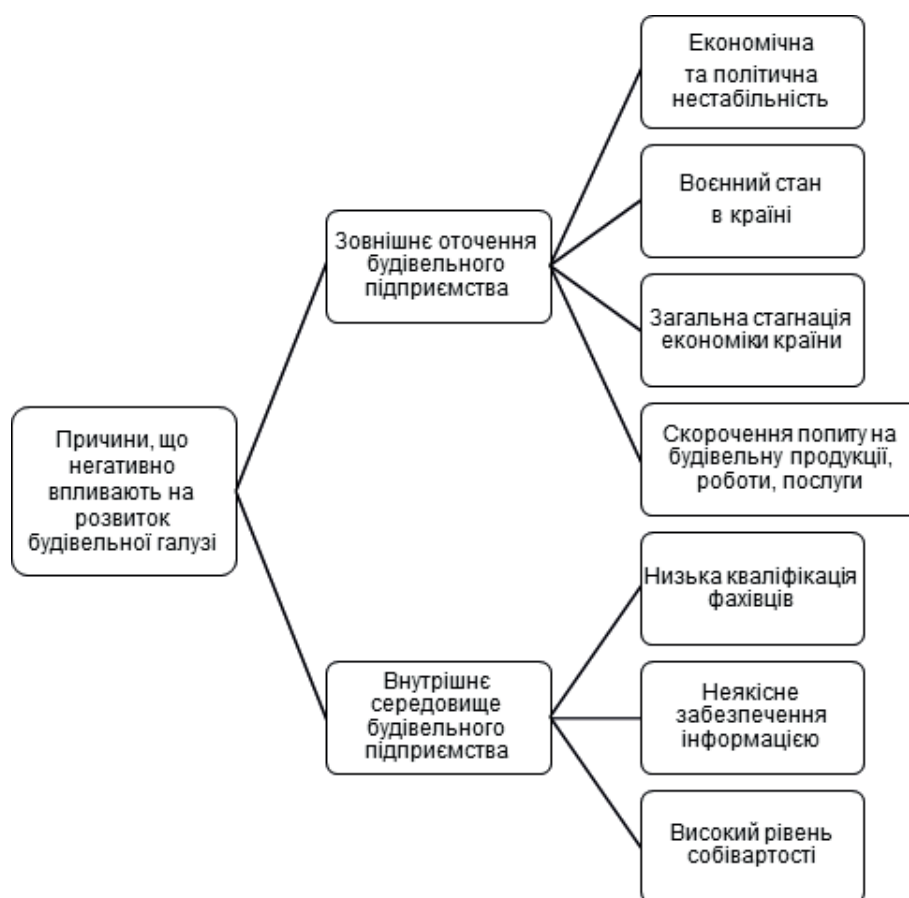 Економічна
та політична
нестабільність
Воєнний стан
в країні
Зовнішнє оточення
будівельного
підприємства
Загальна стагнація
економіки країни
Скорочення попиту на
будівельну продукції,
роботи, послуги
Причини, що
негативно
впливають на
розвиток
будівельної галузі
Низька кваліфікація
фахівців
Внутрішнє
середовище
будівельного
підприємства
Неякісне
забезпечення
інформацією
Високий рівень
собівартості